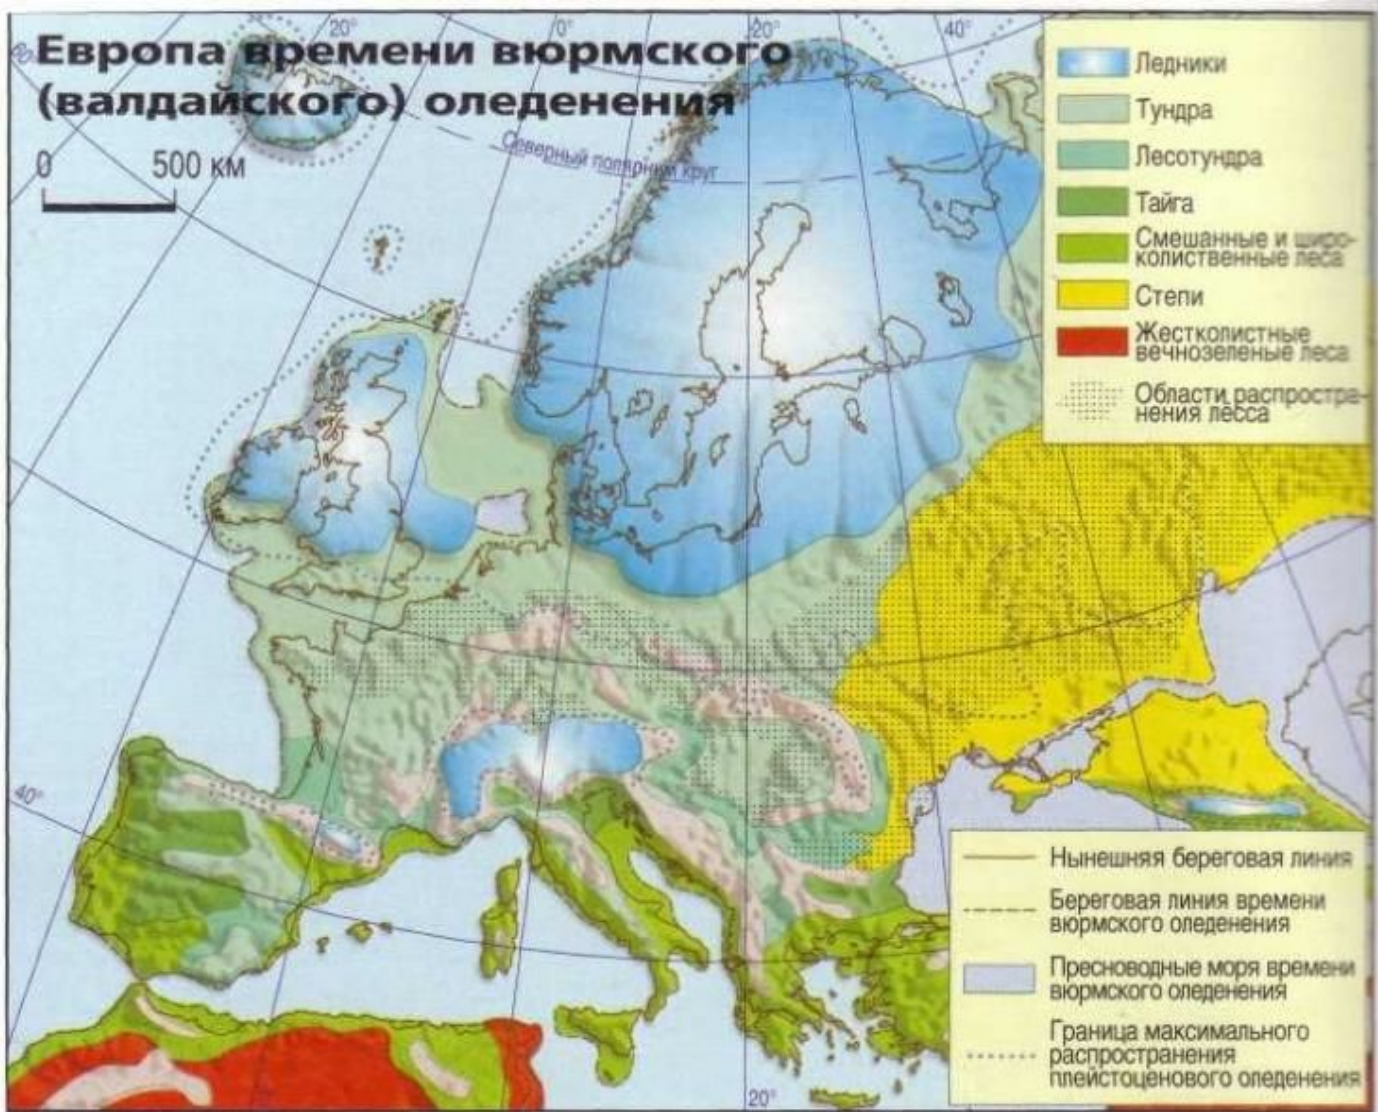 Европа времени вюрмского
(валдайского) оледенения
0 500 км
20°
0°
20°
40°
Северный полярный круг
40°
20°
Ледники
Тундра
Лесотундра
Тайга
Смешанные и широ-
колиственные леса
Степи
Жестколистные
вечнозеленые леса
Области распростра-
нения лёсса
Нынешняя береговая линия
Береговая линия времени
вюрмского оледенения
Пресноводные моря времени
вюрмского оледенения
Граница максимального
распространения
плейстоценового оледенения